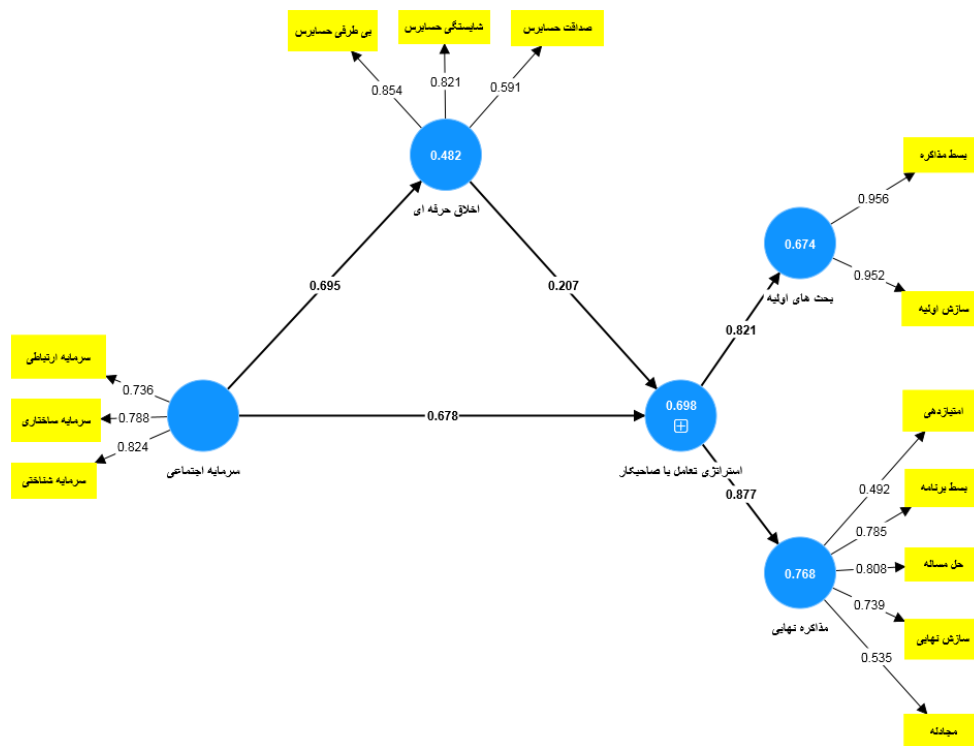 بی طرفی حسابرس
شایستگی حسابرس
صداقت حسابرس
0.854
0.821
0.591
0.482
اخلاق حرفه ای
بسط مذاکره
0.956
0.674
0.952
بحث های اولیه
سازش اولیه
0.695
0.207
0.821
سرمایه ارتباطی
0.736
سرمایه ساختاری
0.788
0.824
سرمایه شناختی
سرمایه اجتماعی
0.678
0.698
استراتژی تعامل با صاحبکار
0.877
امتیازدهی
0.492
بسط برنامه
0.785
حل مساله
0.808
0.768
0.739
سازش نهایی
مذاکره نهایی
0.535
مجادله